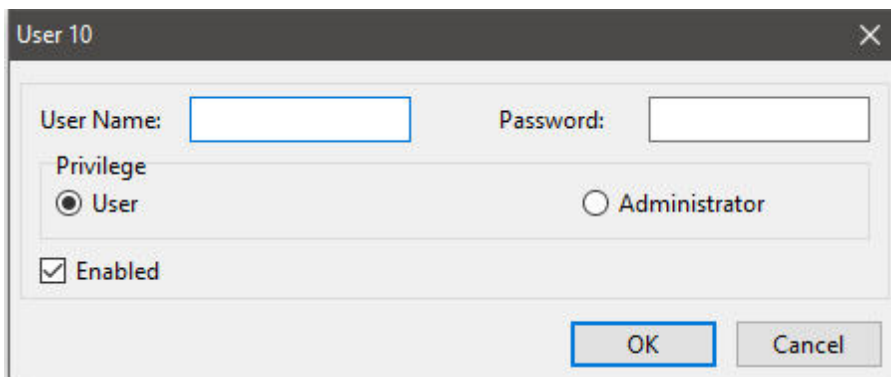 User 10
User Name: Password:
Privilege
User Administrator
Enabled
OK Cancel